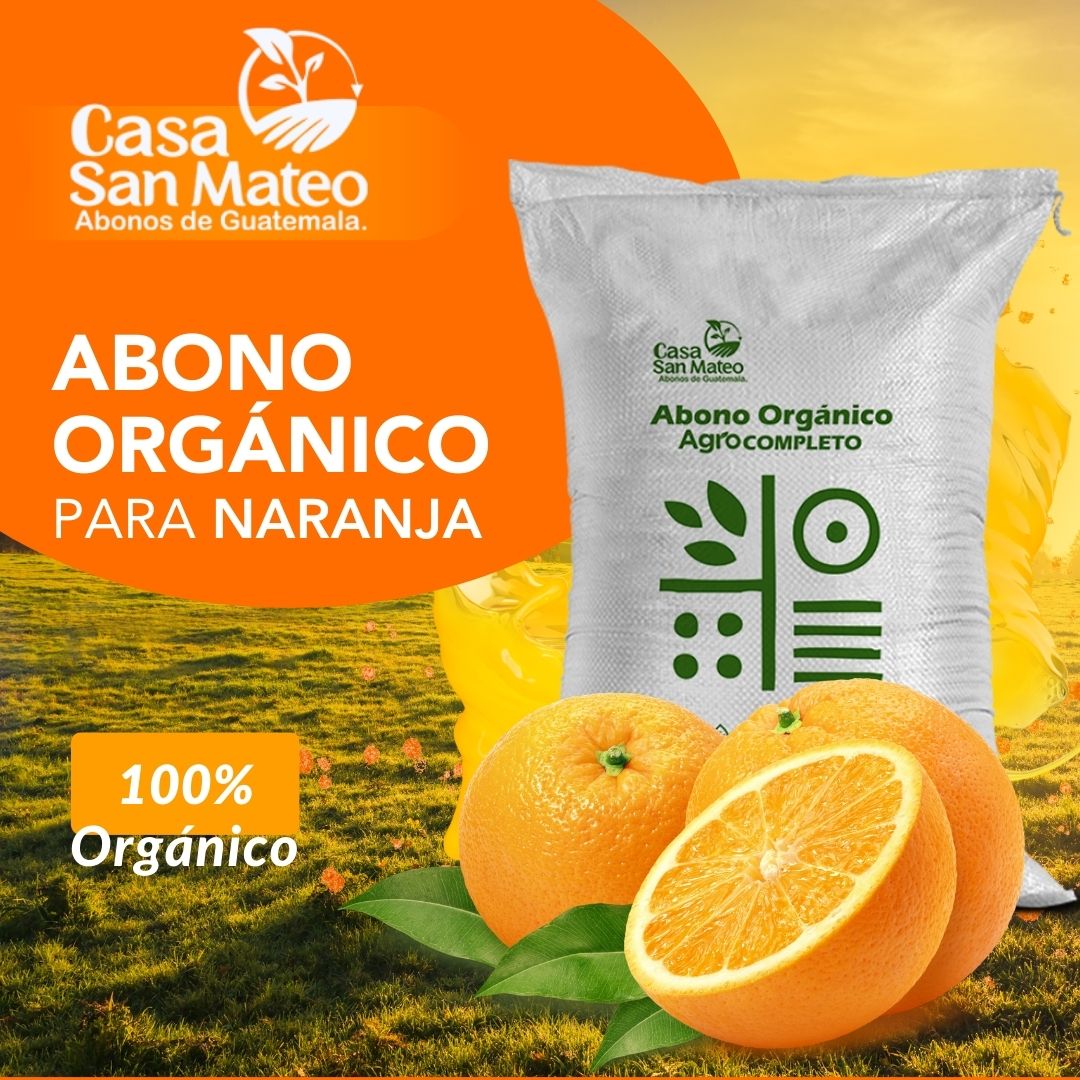 Casa
San Mateo
Abonos de Guatemala.
ABONO
ORGÁNICO
PARA NARANJA
Casa
San Mateo
Abonos de Guatemala.
Abono Orgánico
AgroCOMPLETO
100%
Orgánico